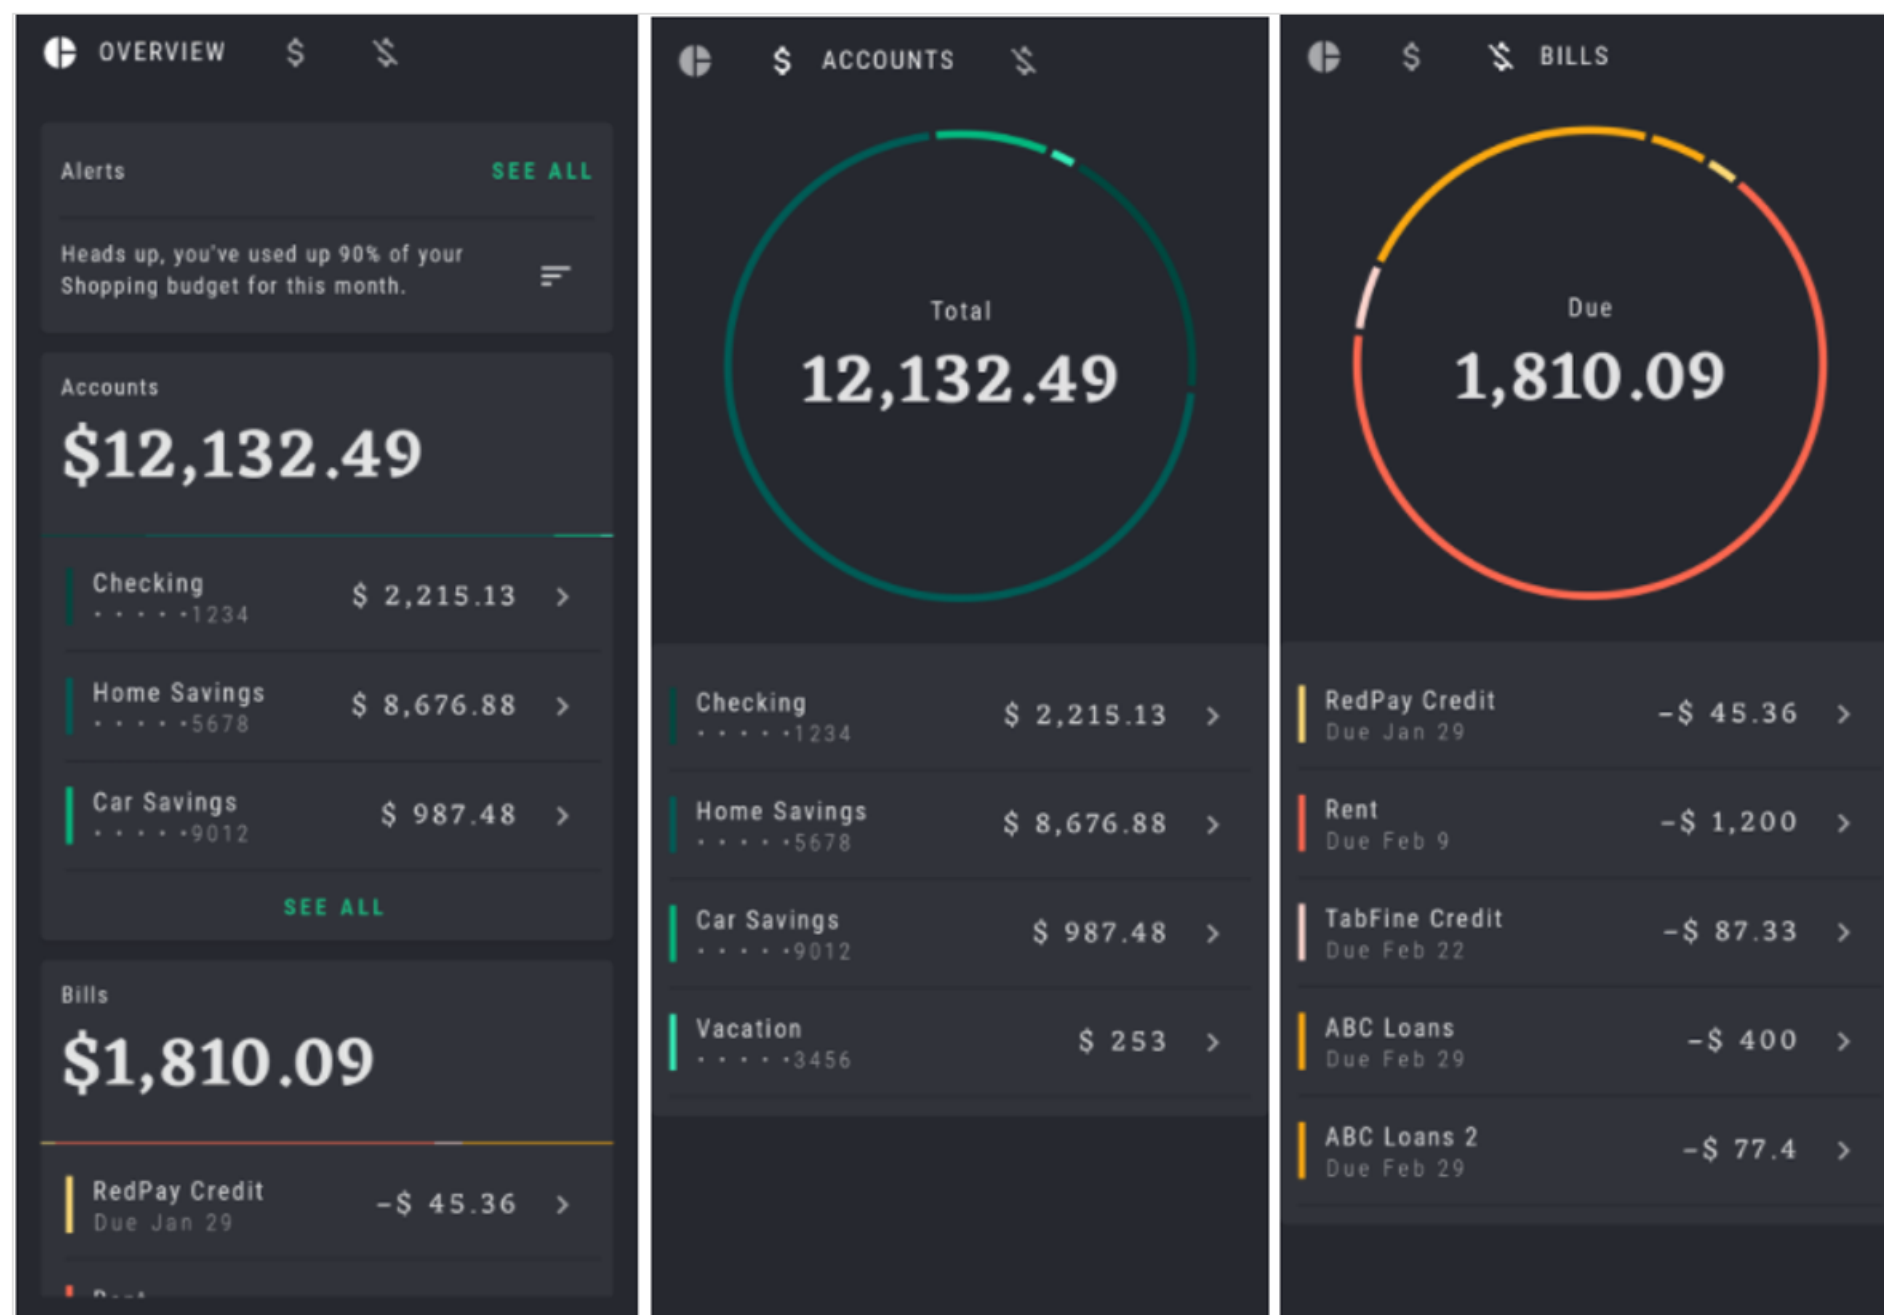 OVERVIEW $
Alerts SEE ALL
Heads up, you've used up 90% of your
Shopping budget for this month.
Accounts
$12,132.49
Checking $ 2,215.13
• • • • •1234
Home Savings $ 8,676.88
• • • • •5678
Car Savings $ 987.48
• • • • •9012
SEE ALL
Bills
$1,810.09
RedPay Credit -$ 45.36
Due Jan 29
$ ACCOUNTS
Total
12,132.49
Checking $ 2,215.13
• • • • •1234
Home Savings $ 8,676.88
• • • • •5678
Car Savings $ 987.48
• • • • •9012
Vacation $ 253
• • • • •3456
$ BILLS
Due
1,810.09
RedPay Credit -$ 45.36
Due Jan 29
Rent -$ 1,200
Due Feb 9
TabFine Credit -$ 87.33
Due Feb 22
ABC Loans -$ 400
Due Feb 29
ABC Loans 2 -$ 77.4
Due Feb 29